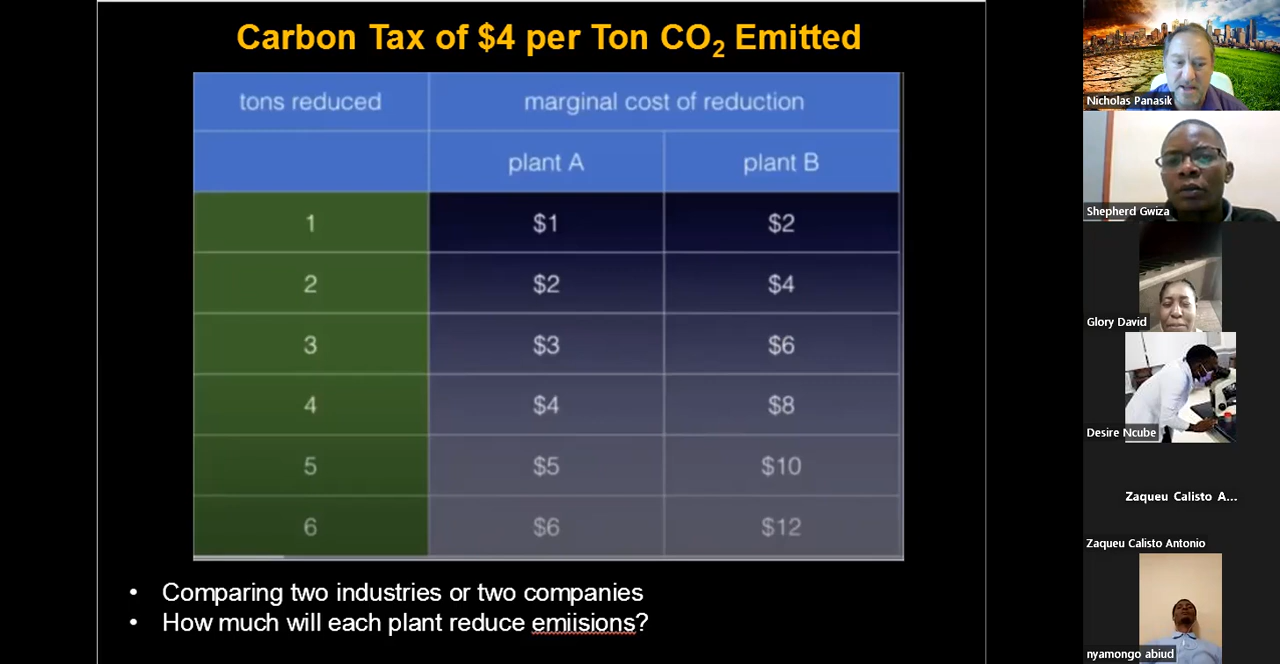 Carbon Tax of $4 per Ton CO₂ Emitted
tons reduced marginal cost of reduction
plant A plant B
1 $1 $2
2 $2 $4
3 $3 $6
4 $4 $8
5 $5 $10
6 $6 $12
• Comparing two industries or two companies
• How much will each plant reduce emiisions?
Nicholas Panasik
Shepherd Gwiza
Glory David
Desire Ncube
Zaqueu Calisto A...
Zaqueu Calisto Antonio
nyamongo abiud